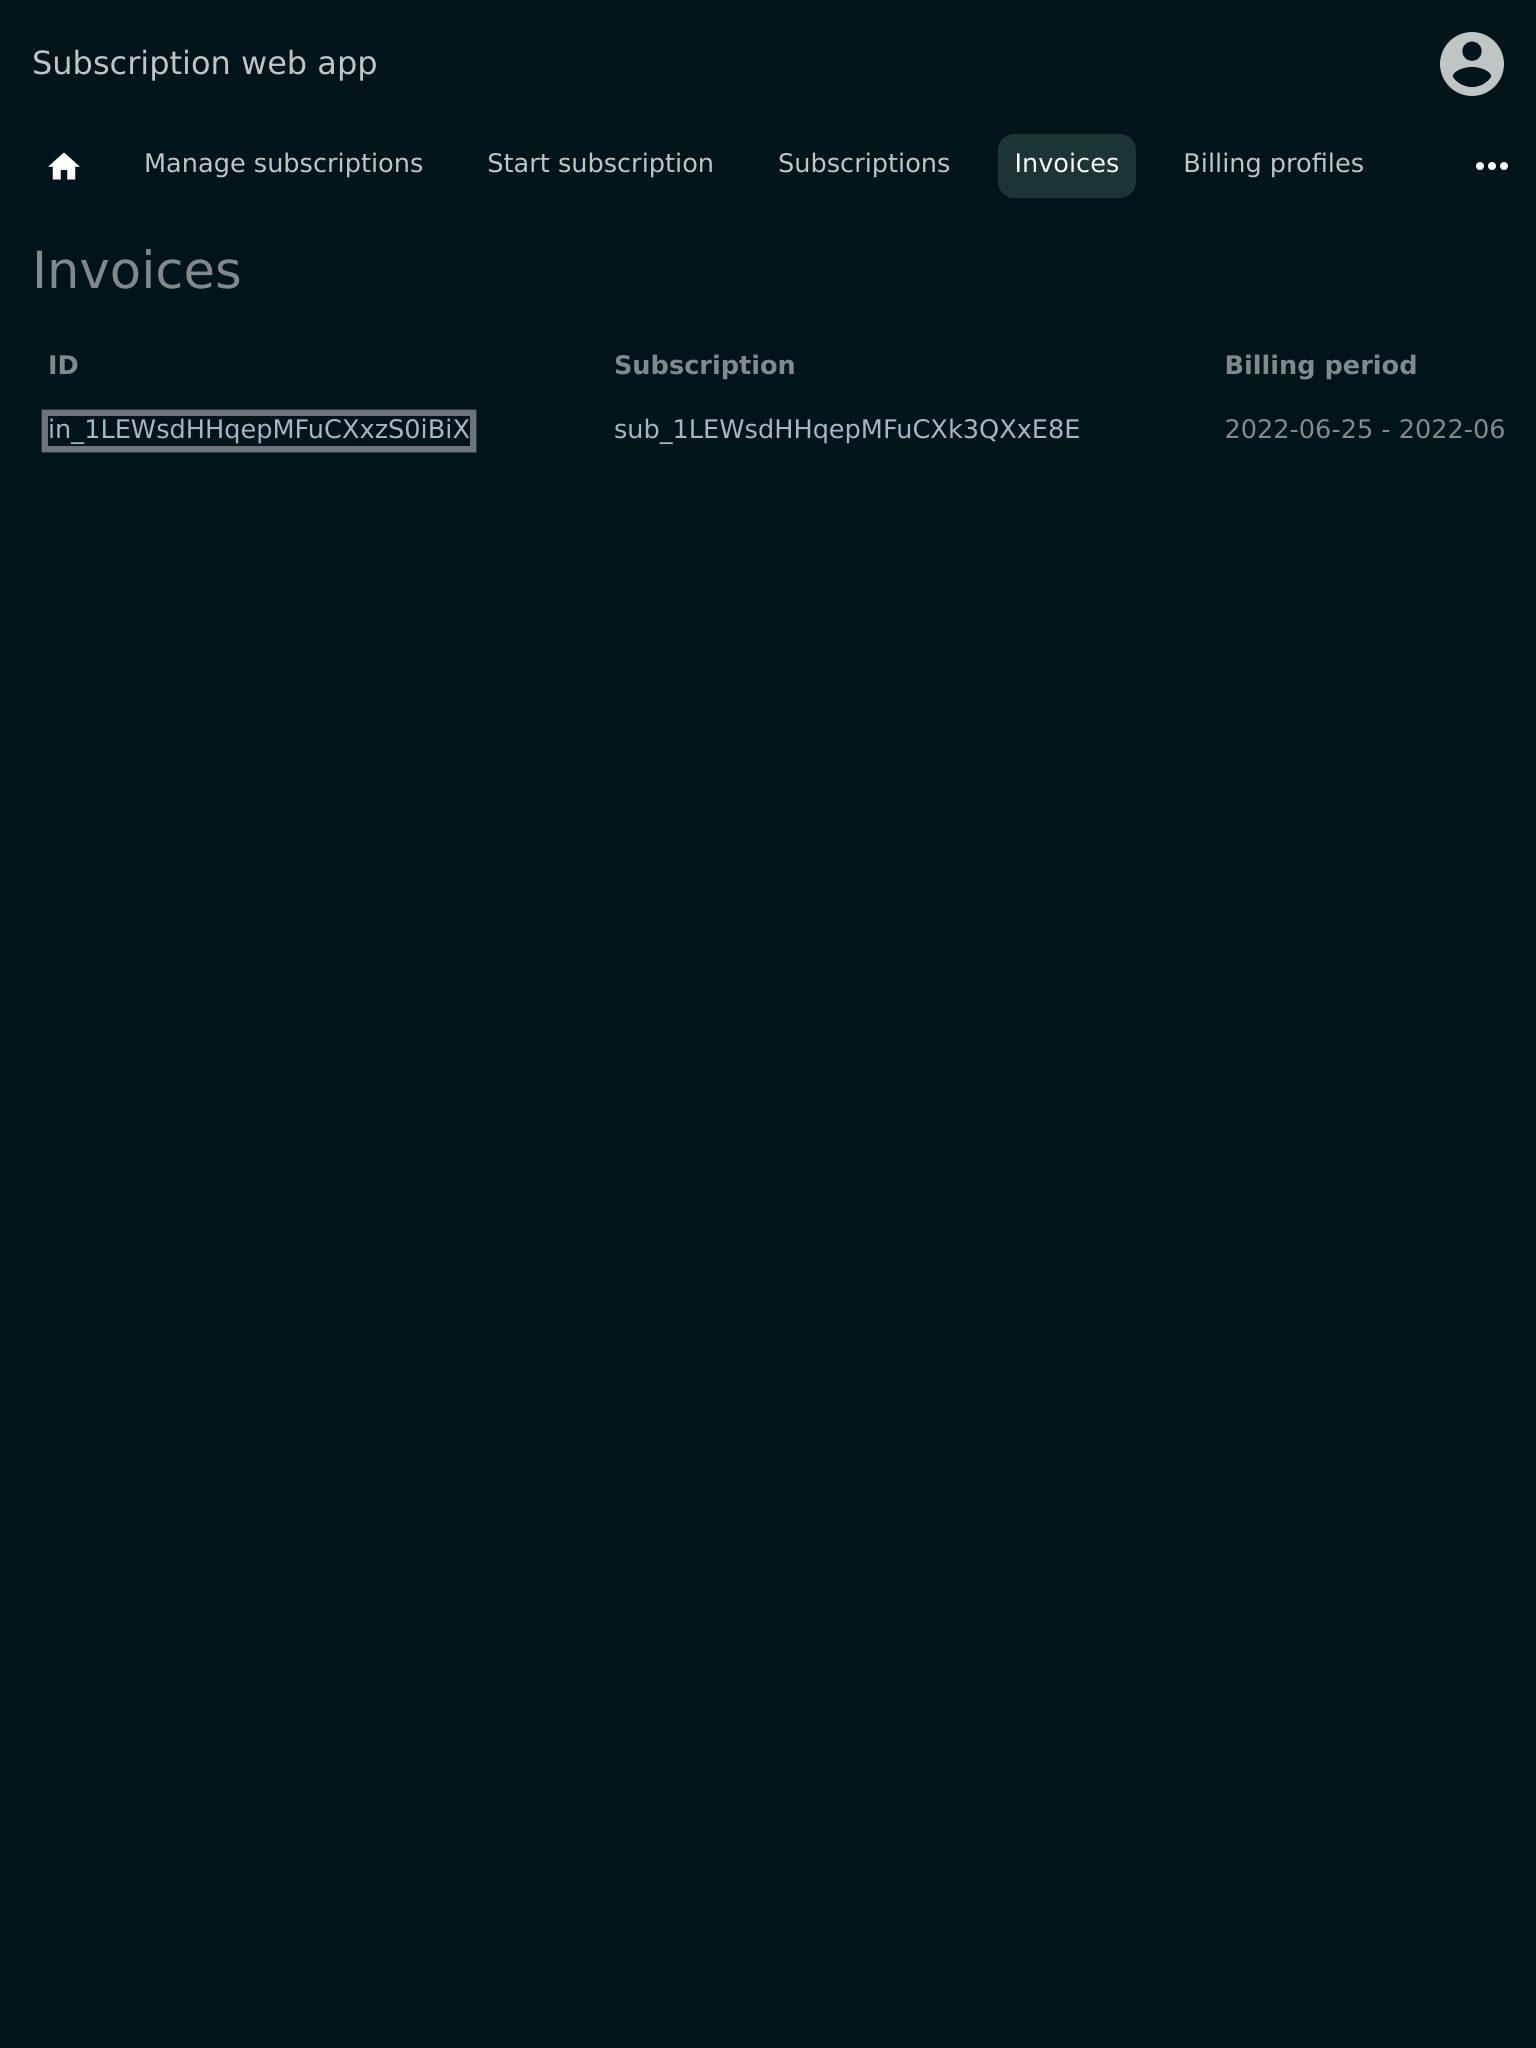 Subscription web app
Manage subscriptions Start subscription Subscriptions Invoices Billing profiles
Invoices
ID Subscription Billing period
in_1LEWsdHHqepMFuCXxzS0iBiX sub_1LEWsdHHqepMFuCXk3QXxE8E 2022-06-25 - 2022-06